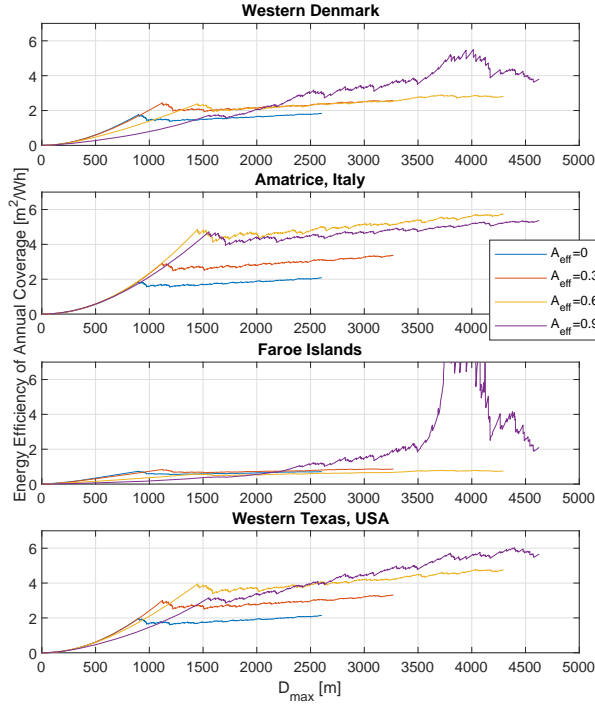 Western Denmark
6
4
2
0
0 500 1000 1500 2000 2500 3000 3500 4000 4500 5000
Amatrice, Italy
6
4
2
0
0 500 1000 1500 2000 2500 3000 3500 4000
A_eff=0
A_eff=0.3
A_eff=0.6
A_eff=0.9
Energy Efficiency of Annual Coverage [m²/Wh]
Faroe Islands
6
4
2
0
0 500 1000 1500 2000 2500 3000 3500 4000 4500 5000
Western Texas, USA
6
4
2
0
0 500 1000 1500 2000 2500 3000 3500 4000 4500 5000
D_max [m]